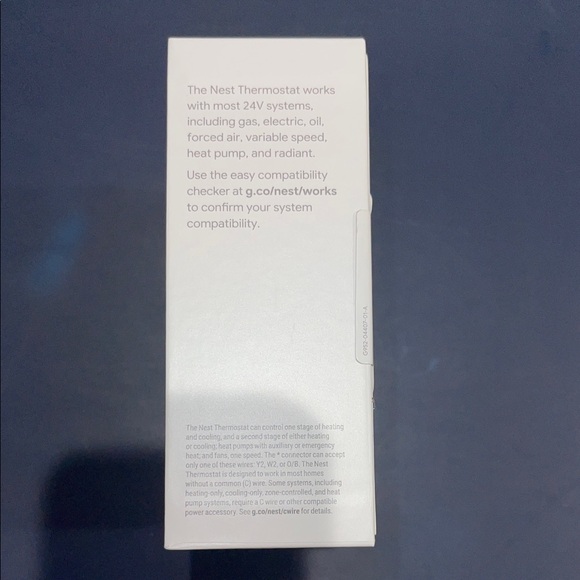 The Nest Thermostat works
with most 24V systems,
including gas, electric, oil,
forced air, variable speed,
heat pump, and radiant.
Use the easy compatibility
checker at g.co/nest/works
to confirm your system
compatibility.
The Nest Thermostat can control one stage of heating
and cooling; and a second stage of either heating
or cooling; heat pumps with auxiliary or emergency
heat; and fans, one speed. The * connector can accept
only one of these wires: Y2, W2, or O/B. The Nest
Thermostat is designed to work in most homes
without a common (C) wire. Some systems, including
heating-only, cooling-only, zone-controlled, and heat
pump systems, require a C wire or other compatible
power accessory. See g.co/nest/cwire for details.